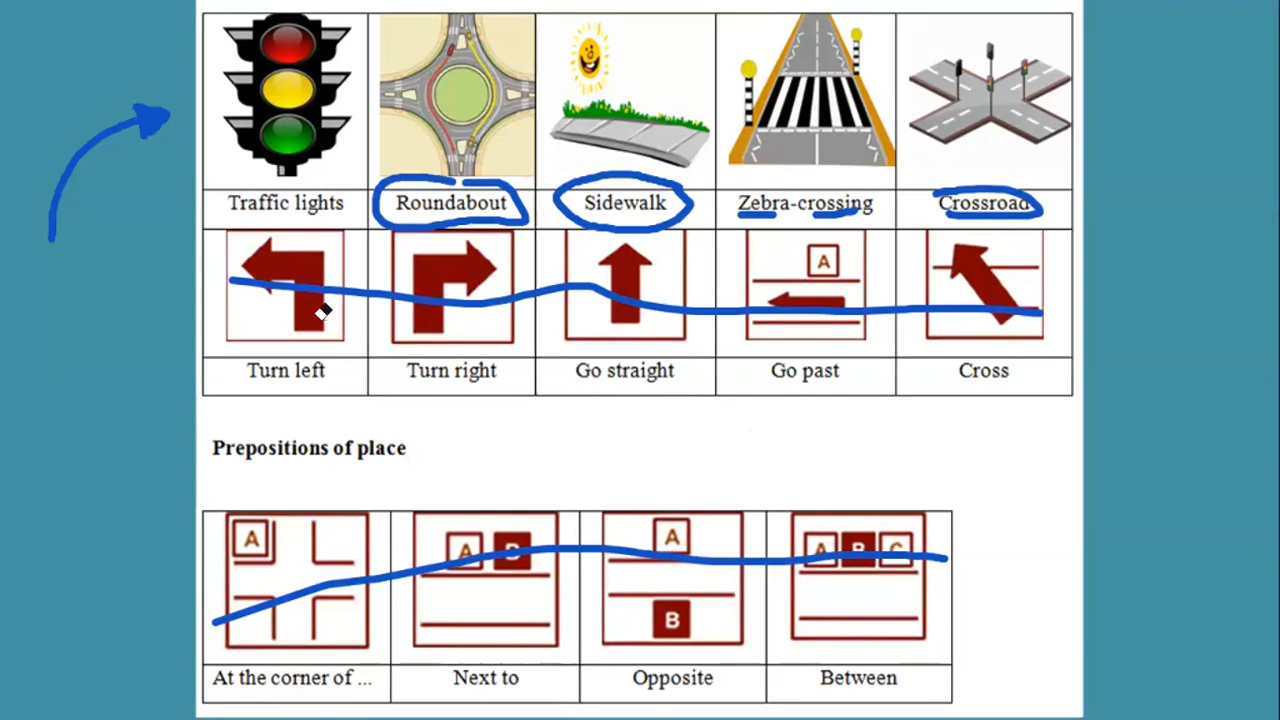 Traffic lights Roundabout Sidewalk Zebra-crossing Crossroad
A
Turn left Turn right Go straight Go past Cross
Prepositions of place
A A B A A B C
B
At the corner of ... Next to Opposite Between